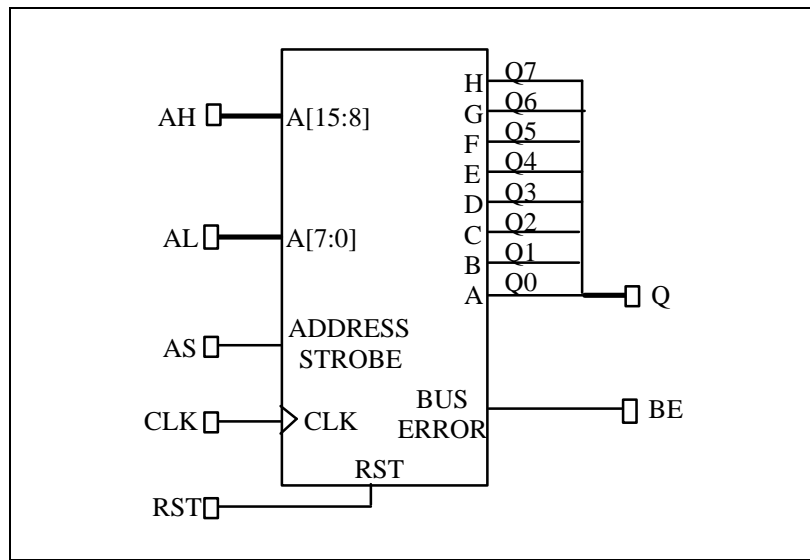 H Q7
AH A[15:8] G Q6
F Q5
E Q4
D Q3
AL A[7:0] C Q2
B Q1
A Q0 Q
AS ADDRESS
STROBE
CLK CLK BUS
ERROR BE
RST
RST